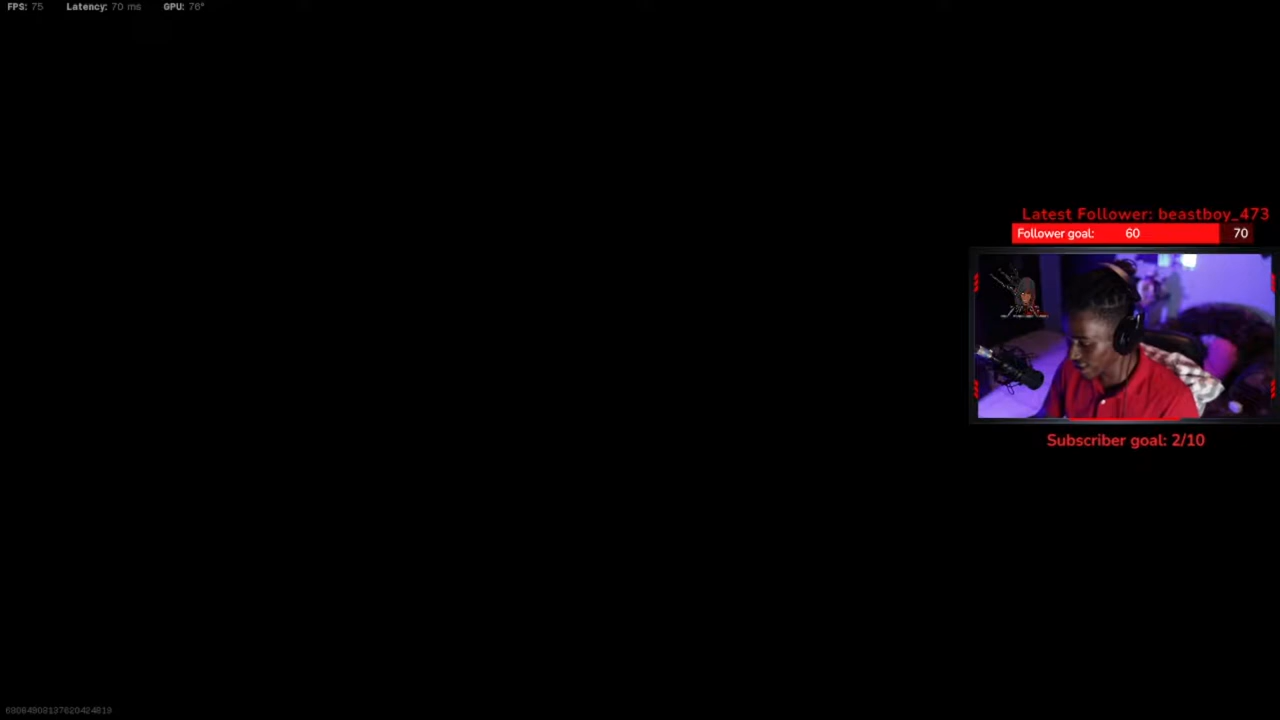 FPS: 75 Latency: 70 ms GPU: 76°
Latest Follower: beastboy_473
Follower goal: 60 70
Subscriber goal: 2/10